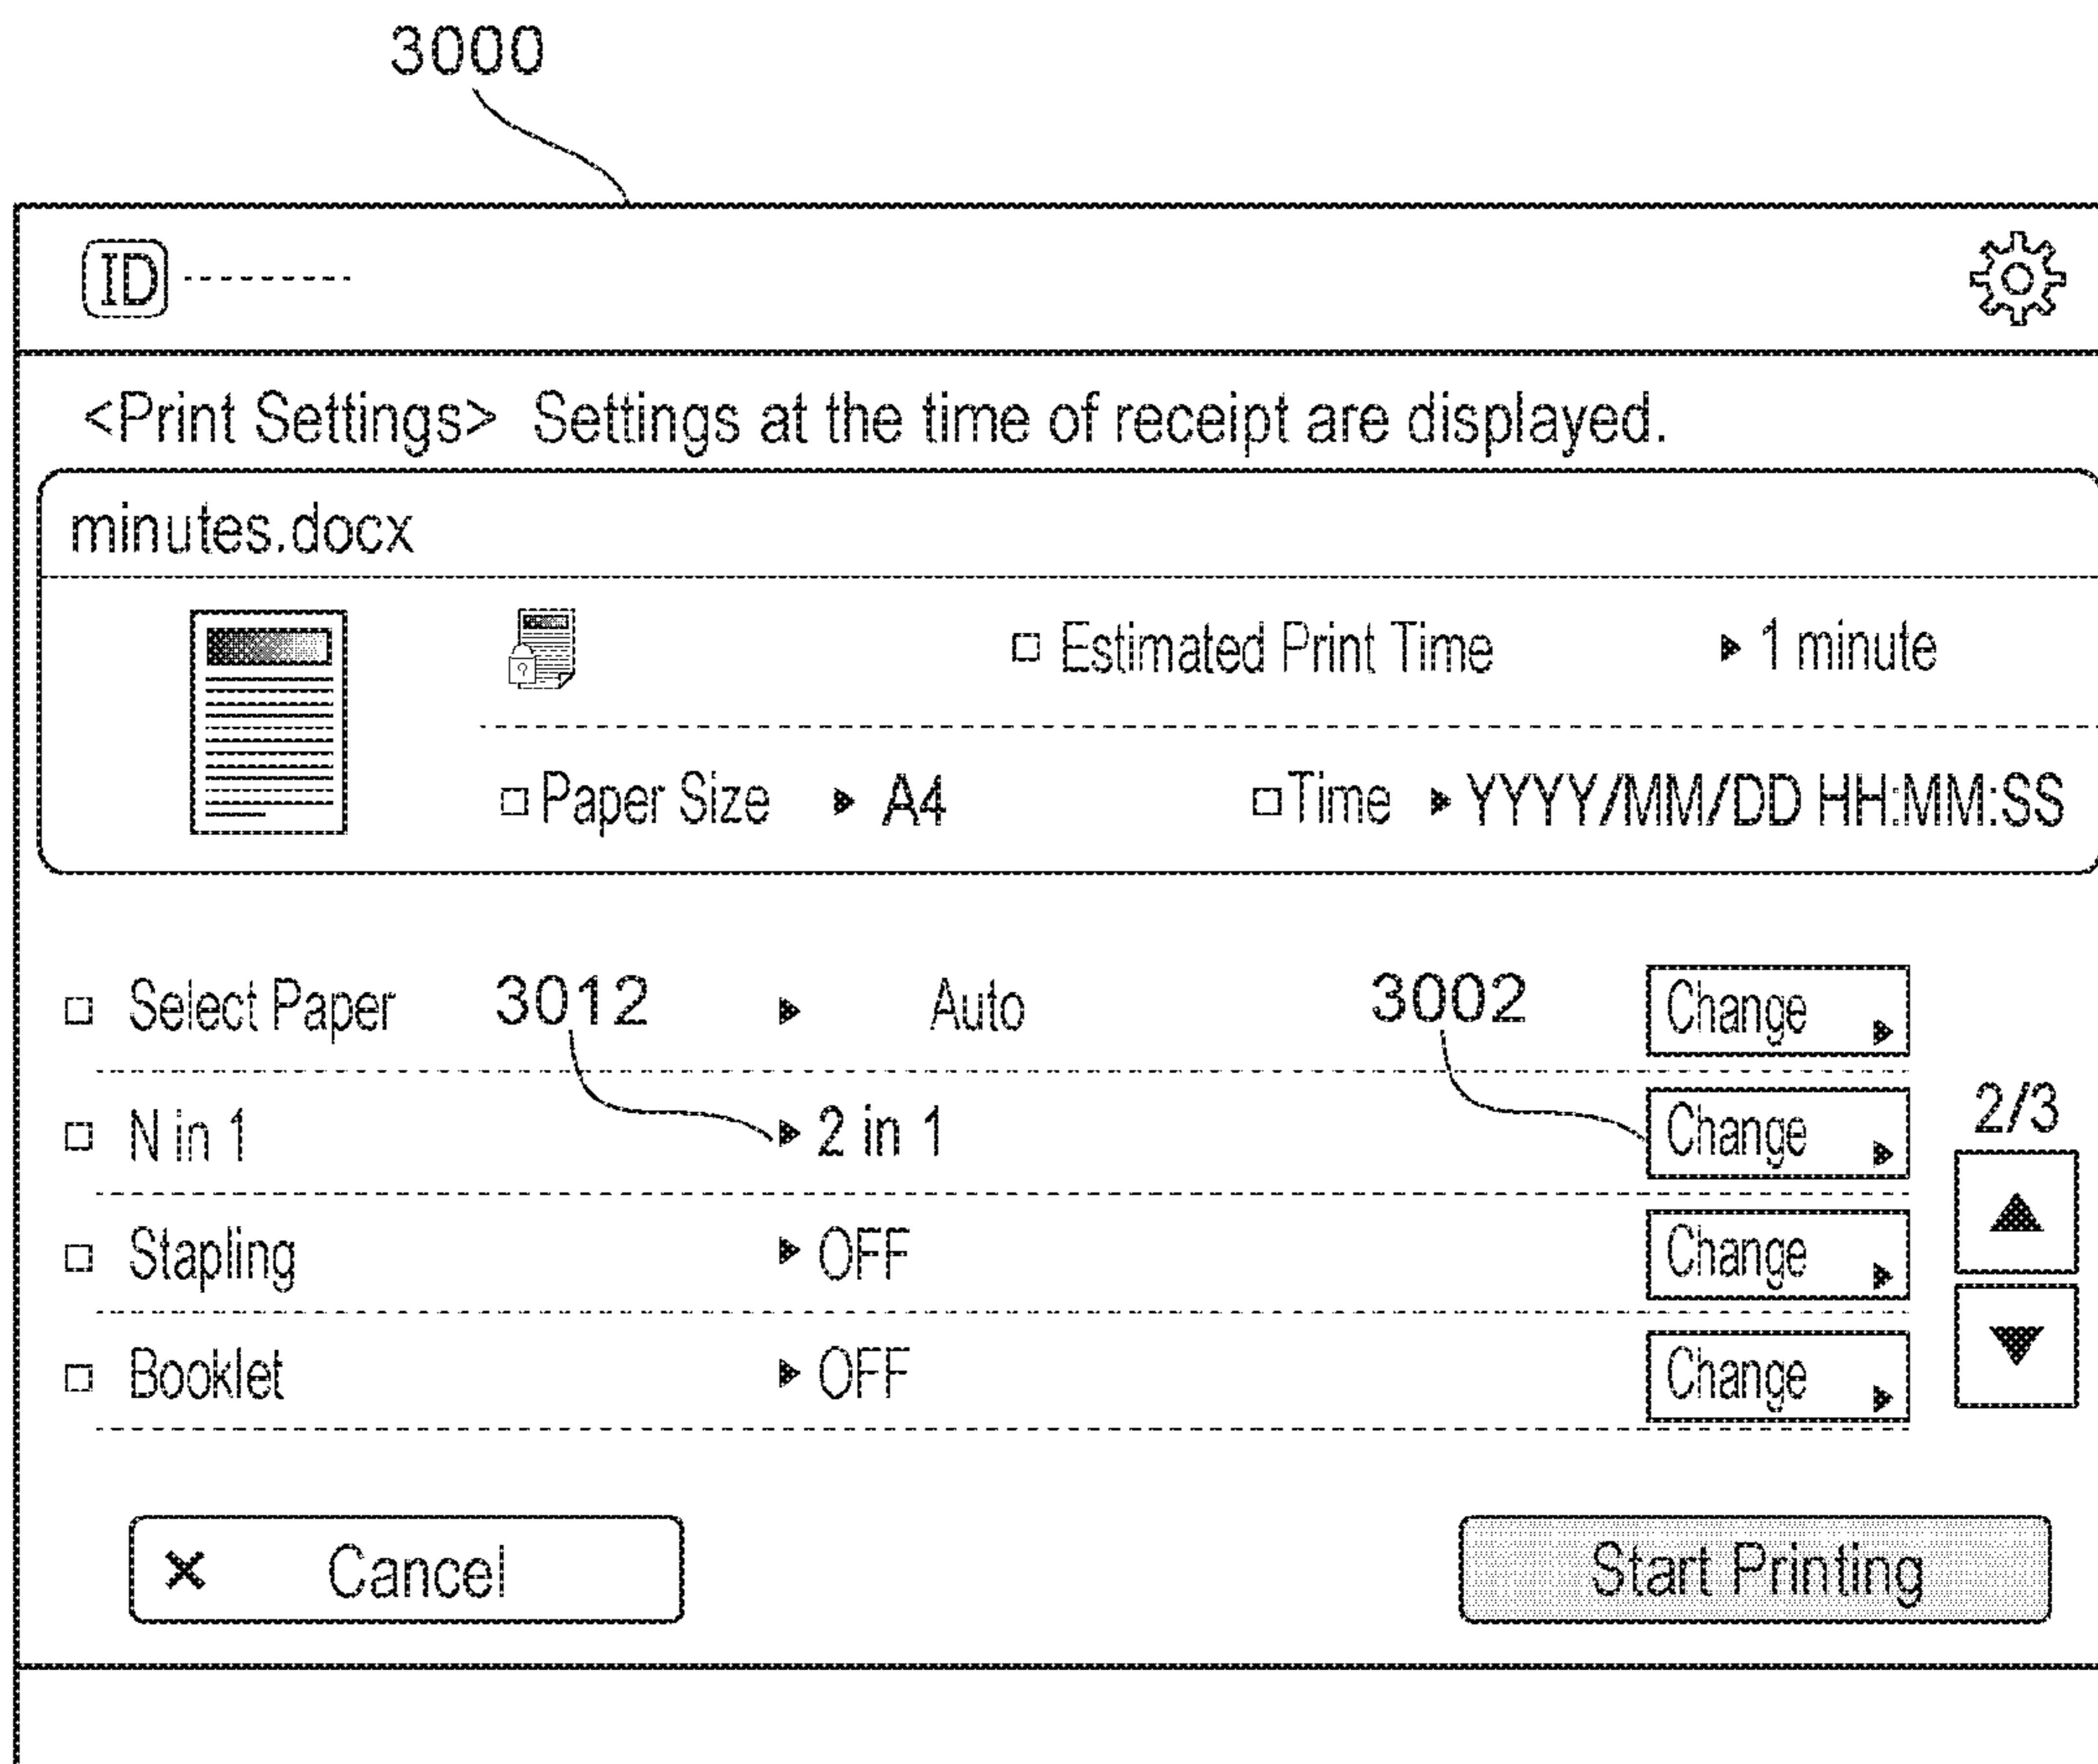 3000
ID ---------
<Print Settings> Settings at the time of receipt are displayed.
minutes.docx
? □ Estimated Print Time ▶ 1 minute
□ Paper Size ▶ A4 □ Time ▶ YYYY/MM/DD HH:MM:SS
□ Select Paper 3012 ▶ Auto 3002 Change ▶
□ N in 1 ▶ 2 in 1 Change ▶ 2/3
□ Stapling ▶ OFF Change ▶ ▲
□ Booklet ▶ OFF Change ▶ ▼
× Cancel Start Printing